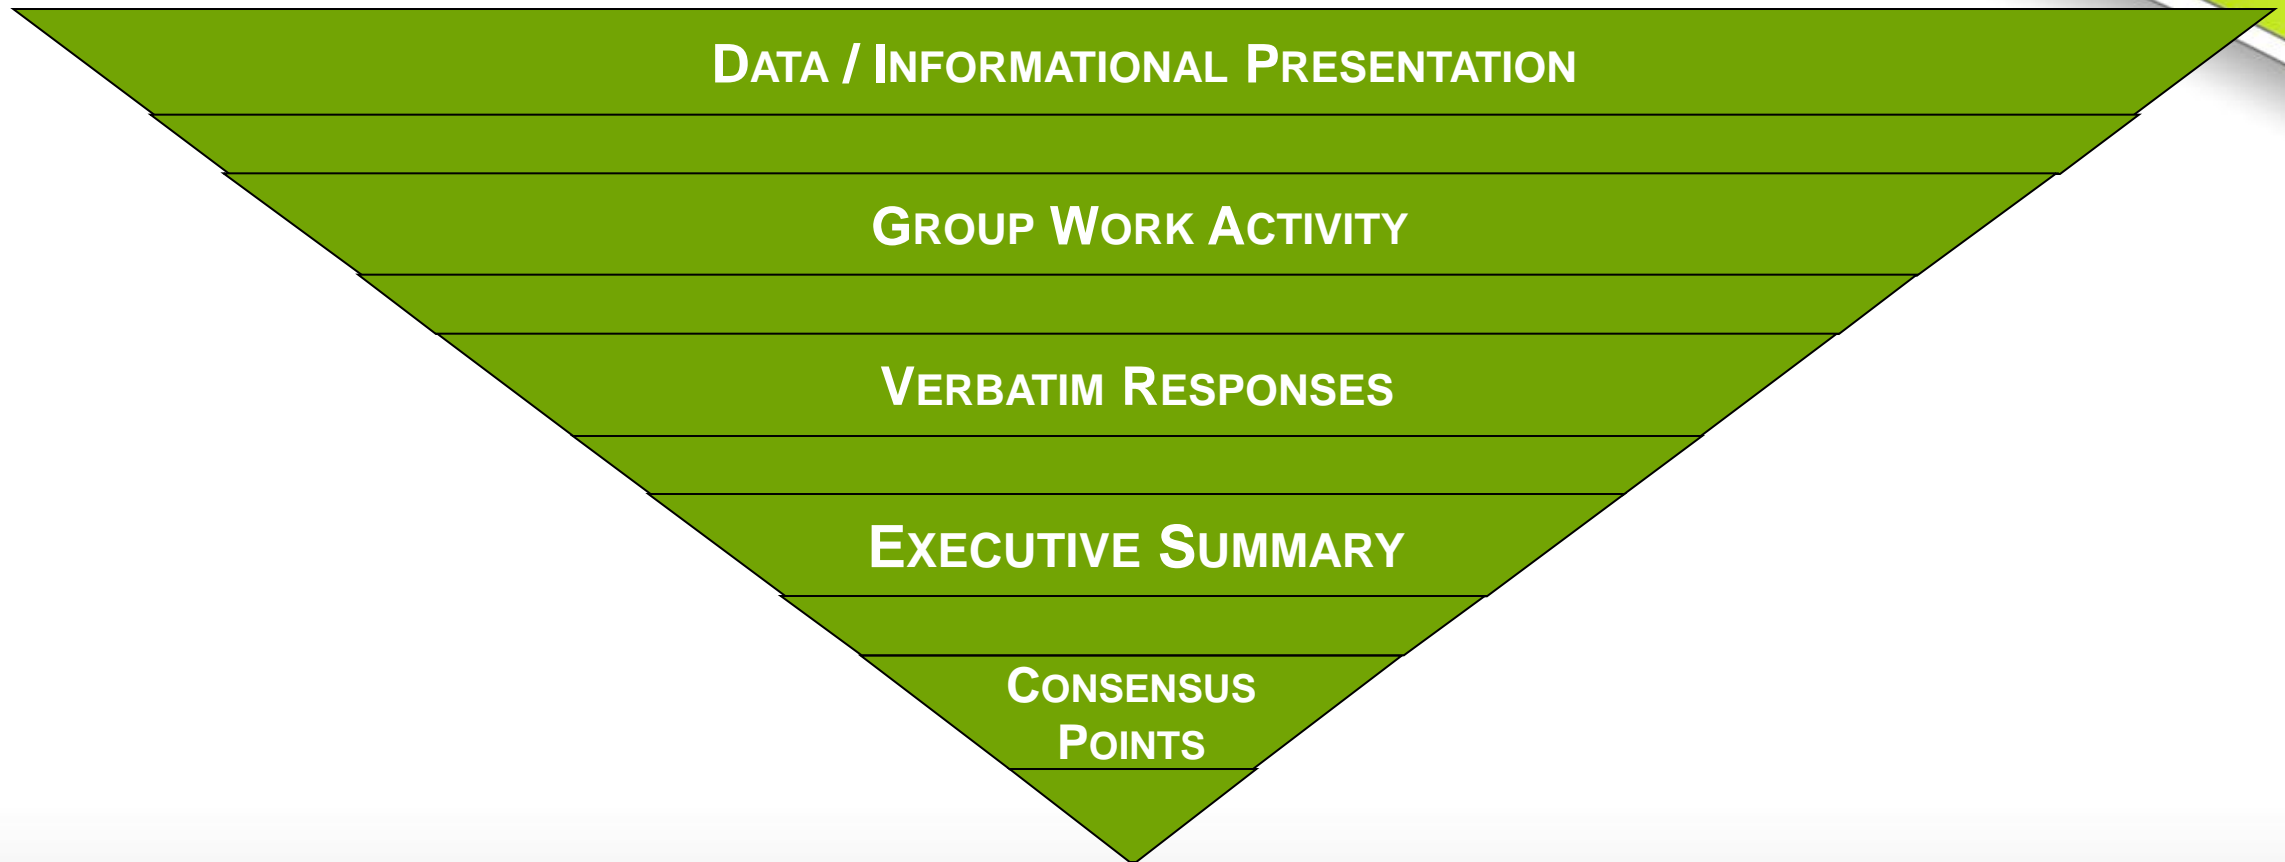 DATA / INFORMATIONAL PRESENTATION
GROUP WORK ACTIVITY
VERBATIM RESPONSES
EXECUTIVE SUMMARY
CONSENSUS
POINTS